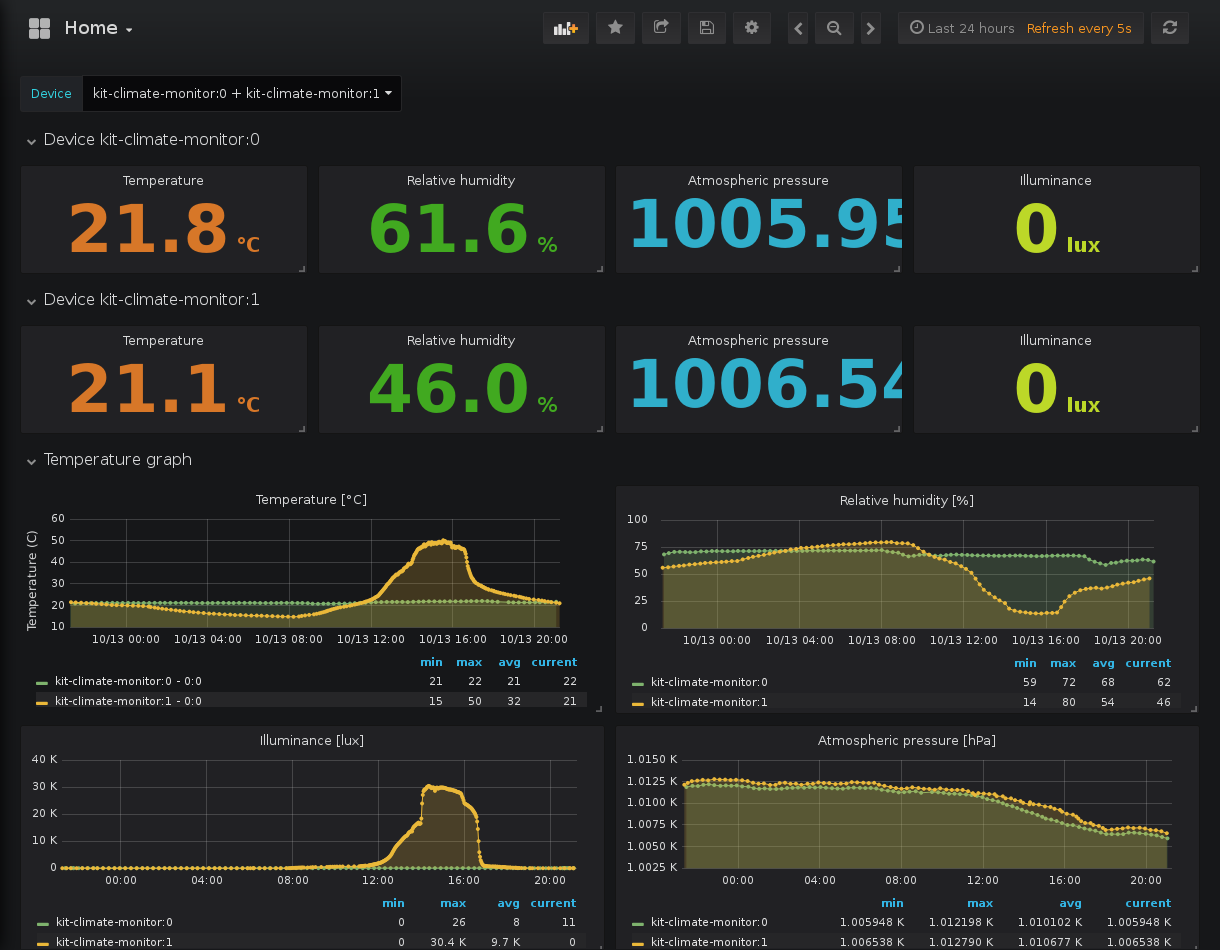 Home
Last 24 hours Refresh every 5s
Device kit-climate-monitor:0 + kit-climate-monitor:1
Device kit-climate-monitor:0
Temperature Relative humidity Atmospheric pressure Illuminance
21.8 °C 61.6 % 1005.95 0 lux
Device kit-climate-monitor:1
Temperature Relative humidity Atmospheric pressure Illuminance
21.1 °C 46.0 % 1006.54 0 lux
Temperature graph
Temperature [°C]
Temperature (C)
60
50
40
30
20
10
10/13 00:00 10/13 04:00 10/13 08:00 10/13 12:00 10/13 16:00 10/13 20:00
min max avg current
kit-climate-monitor:0 - 0:0 21 22 21 22
kit-climate-monitor:1 - 0:0 15 50 32 21
Relative humidity [%]
100
75
50
25
0
10/13 00:00 10/13 04:00 10/13 08:00 10/13 12:00 10/13 16:00 10/13 20:00
min max avg current
kit-climate-monitor:0 59 72 68 62
kit-climate-monitor:1 14 80 54 46
Illuminance [lux]
40 K
30 K
20 K
10 K
0
00:00 04:00 08:00 12:00 16:00 20:00
min max avg current
kit-climate-monitor:0 0 26 8 11
kit-climate-monitor:1 0 30.4 K 9.7 K 0
Atmospheric pressure [hPa]
1.0150 K
1.0125 K
1.0100 K
1.0075 K
1.0050 K
1.0025 K
00:00 04:00 08:00 12:00 16:00 20:00
min max avg current
kit-climate-monitor:0 1.005948 K 1.012198 K 1.010102 K 1.005948 K
kit-climate-monitor:1 1.006538 K 1.012790 K 1.010677 K 1.006538 K